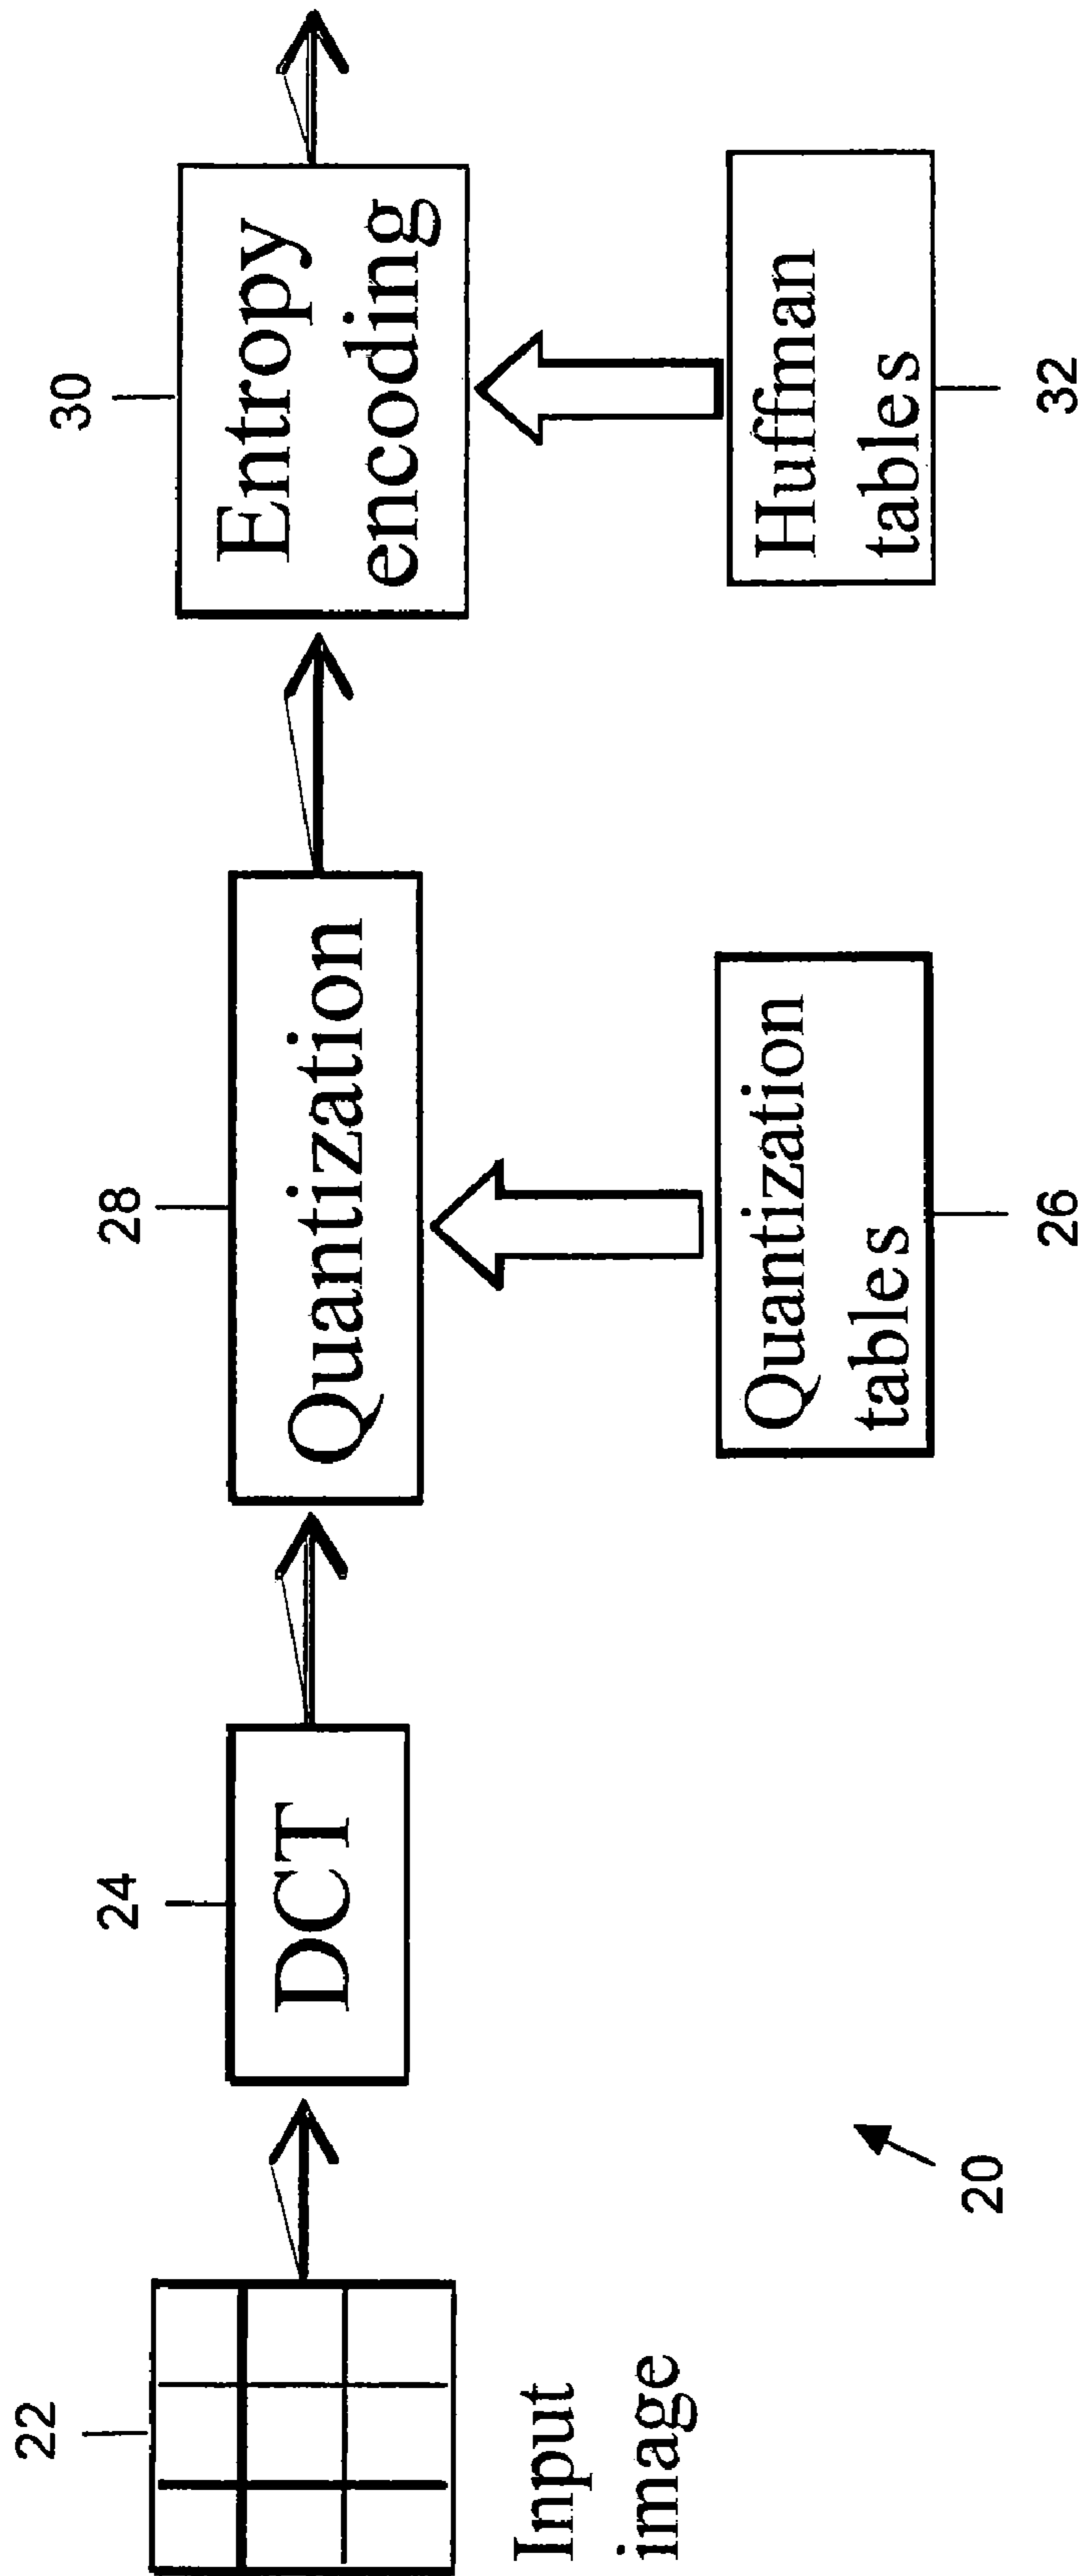 22
24
28
30
DCT
Quantization
Entropy
encoding
Input
image
Quantization
tables
Huffman
tables
20
26
32